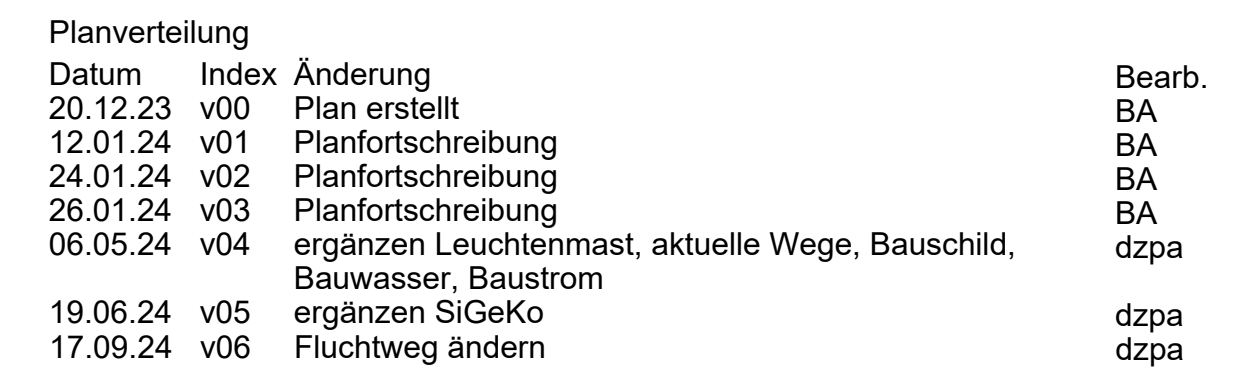 Planverteilung
Datum Index Änderung Bearb.
20.12.23 v00 Plan erstellt BA
12.01.24 v01 Planfortschreibung BA
24.01.24 v02 Planfortschreibung BA
26.01.24 v03 Planfortschreibung BA
06.05.24 v04 ergänzen Leuchtenmast, aktuelle Wege, Bauschild, dzpa
Bauwasser, Baustrom
19.06.24 v05 ergänzen SiGeKo dzpa
17.09.24 v06 Fluchtweg ändern dzpa